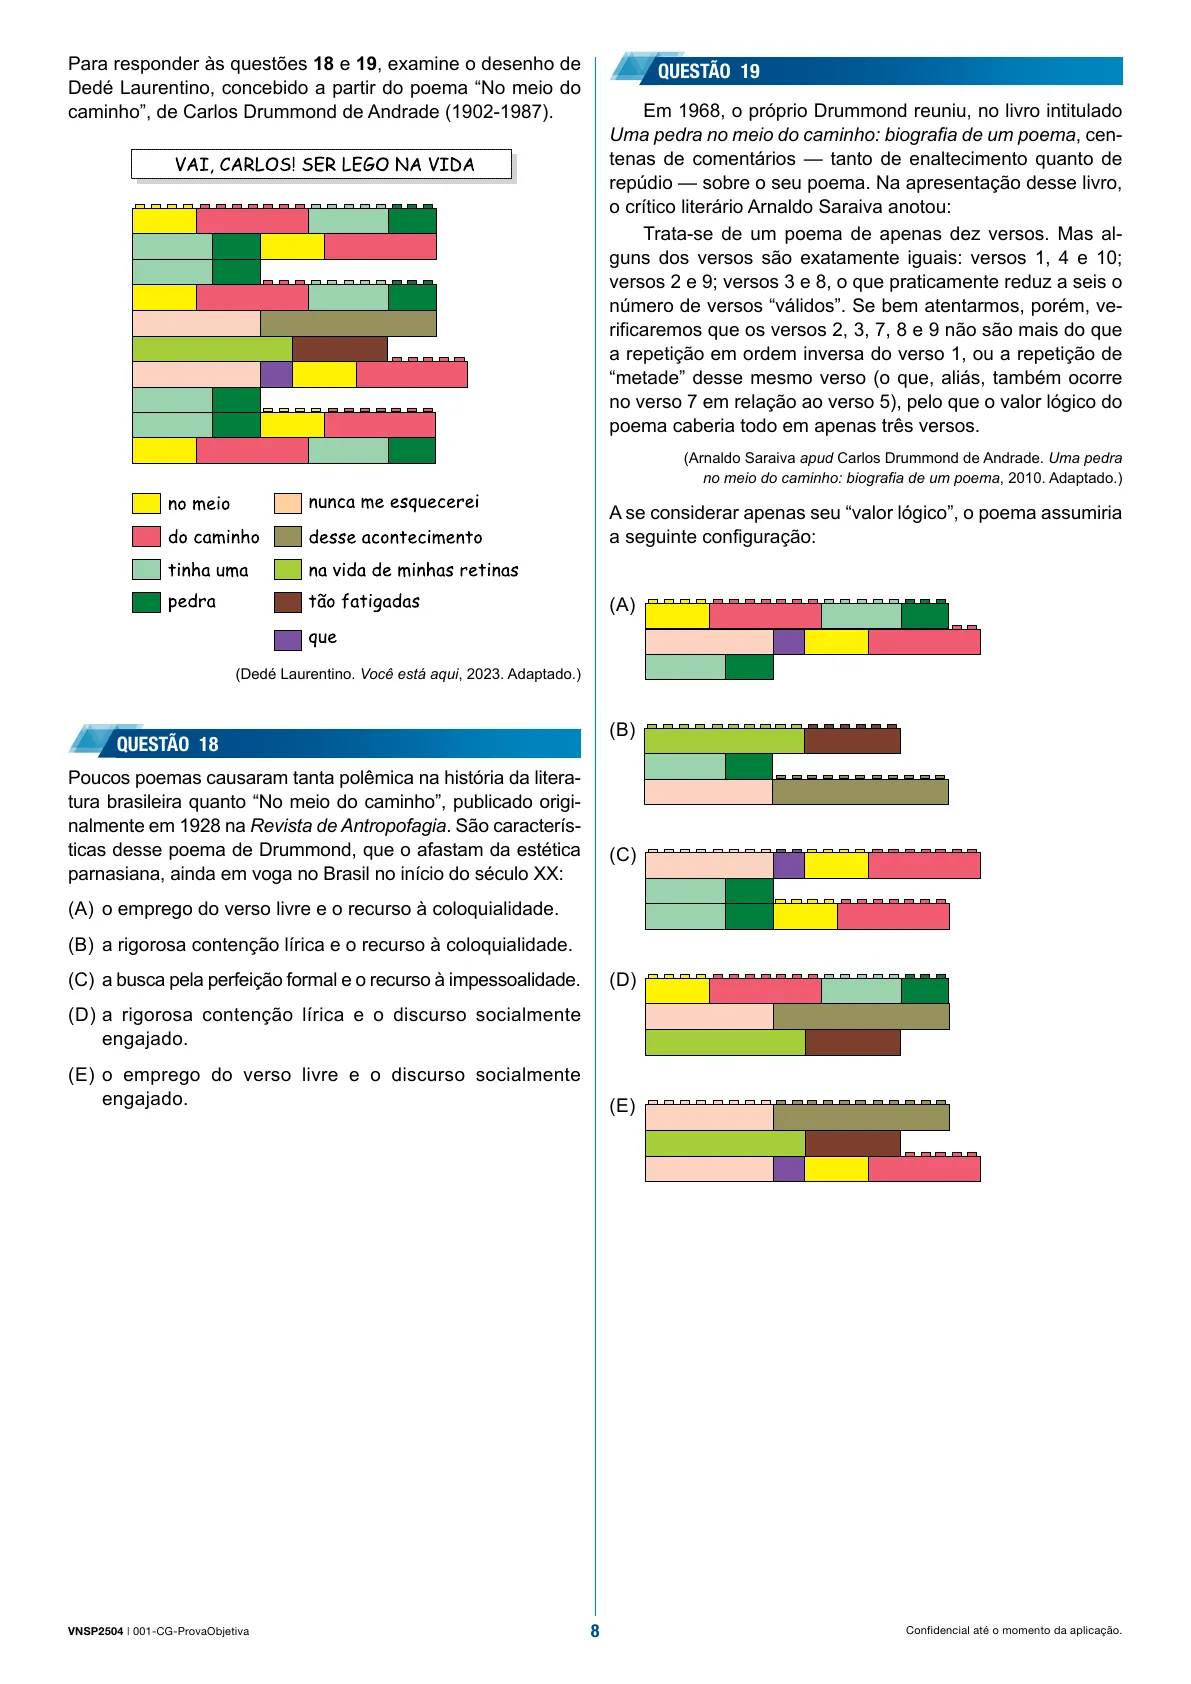 Para responder às questões 18 e 19, examine o desenho de
Dedé Laurentino, concebido a partir do poema “No meio do
caminho”, de Carlos Drummond de Andrade (1902-1987).
VAI, CARLOS! SER LEGO NA VIDA
no meio
do caminho
tinha uma
pedra
nunca me esquecerei
desse acontecimento
na vida de minhas retinas
tão fatigadas
que
(Dedé Laurentino. Você está aqui, 2023. Adaptado.)
QUESTÃO 18
Poucos poemas causaram tanta polêmica na história da litera-
tura brasileira quanto “No meio do caminho”, publicado origi-
nalmente em 1928 na Revista de Antropofagia. São caracterís-
ticas desse poema de Drummond, que o afastam da estética
parnasiana, ainda em voga no Brasil no início do século XX:
(A) o emprego do verso livre e o recurso à coloquialidade.
(B) a rigorosa contenção lírica e o recurso à coloquialidade.
(C) a busca pela perfeição formal e o recurso à impessoalidade.
(D) a rigorosa contenção lírica e o discurso socialmente
engajado.
(E) o emprego do verso livre e o discurso socialmente
engajado.
QUESTÃO 19
Em 1968, o próprio Drummond reuniu, no livro intitulado
Uma pedra no meio do caminho: biografia de um poema, cen-
tenas de comentários — tanto de enaltecimento quanto de
repúdio — sobre o seu poema. Na apresentação desse livro,
o crítico literário Arnaldo Saraiva anotou:
Trata-se de um poema de apenas dez versos. Mas al-
guns dos versos são exatamente iguais: versos 1, 4 e 10;
versos 2 e 9; versos 3 e 8, o que praticamente reduz a seis o
número de versos “válidos”. Se bem atentarmos, porém, ve-
rificaremos que os versos 2, 3, 7, 8 e 9 não são mais do que
a repetição em ordem inversa do verso 1, ou a repetição de
“metade” desse mesmo verso (o que, aliás, também ocorre
no verso 7 em relação ao verso 5), pelo que o valor lógico do
poema caberia todo em apenas três versos.
(Arnaldo Saraiva apud Carlos Drummond de Andrade. Uma pedra
no meio do caminho: biografia de um poema, 2010. Adaptado.)
A se considerar apenas seu “valor lógico”, o poema assumiria
a seguinte configuração:
(A)
(B)
(C)
(D)
(E)
VNSP2504 | 001-CG-ProvaObjetiva
8
Confidencial até o momento da aplicação.